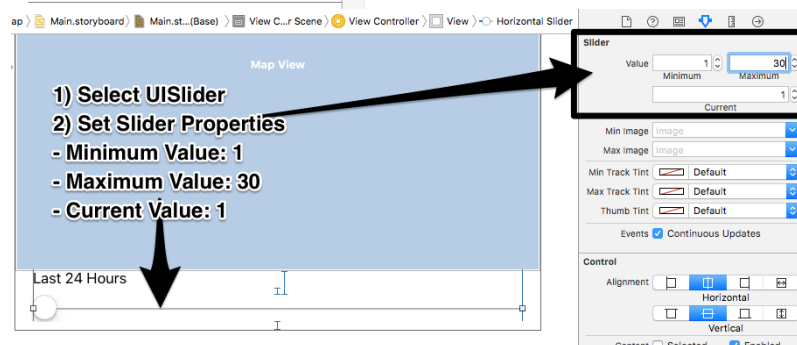 ap › Main.storyboard › Main.st...(Base) › View C...r Scene › View Controller › View › Horizontal Slider
Map View
1) Select UISlider
2) Set Slider Properties
- Minimum Value: 1
- Maximum Value: 30
- Current Value: 1
Last 24 Hours
Slider
Value 1 30
Minimum Maximum
1
Current
Min Image Image
Max Image Image
Min Track Tint Default
Max Track Tint Default
Thumb Tint Default
Events Continuous Updates
Control
Alignment
Horizontal
Vertical
Content Selected Enabled